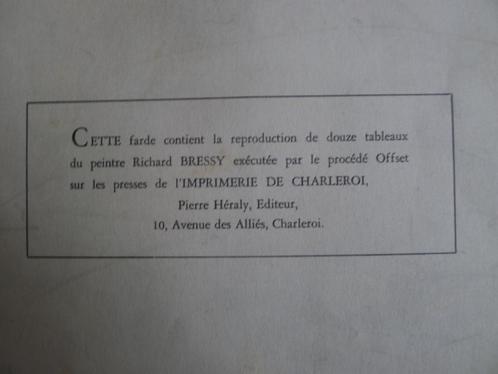 CETTE farde contient la reproduction de douze tableaux
du peintre Richard BRESSY exécutée par le procédé Offset
sur les presses de l'IMPRIMERIE DE CHARLEROI,
Pierre Héraly, Editeur,
10, Avenue des Alliés, Charleroi.